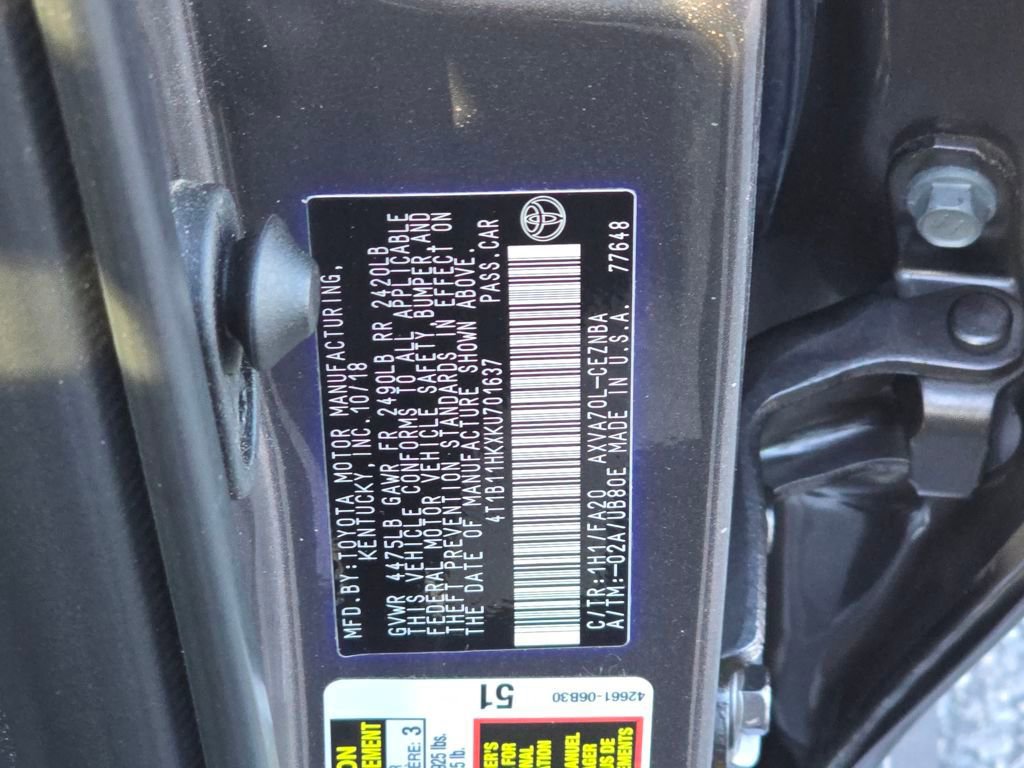 MFD.BY:TOYOTA MOTOR MANUFACTURING,
KENTUCKY, INC. 10/18
GVWR 4475LB GAWR FR 2490LB RR 2420LB
THIS VEHICLE CONFORMS TO ALL APPLICABLE
FEDERAL MOTOR VEHICLE SAFETY,BUMPER,AND
THEFT PREVENTION STANDARDS IN EFFECT ON
THE DATE OF MANUFACTURE SHOWN ABOVE.
4T1B11HKXKU701637 PASS.CAR
C/TR:1H1/FA20 AXVA70L-CEZNBA
A/TM:-02A/UB80E MADE IN U.S.A. 77648
51
42661-06B30
3